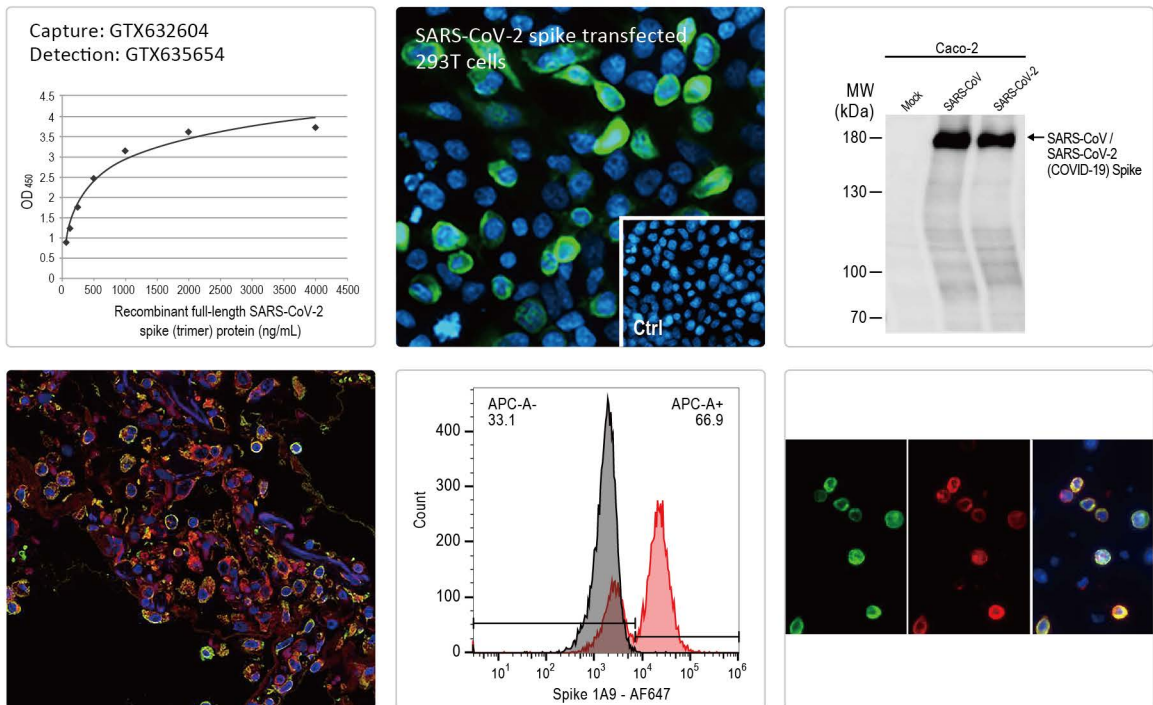 Capture: GTX632604
Detection: GTX635654
4.5
4
3.5
3
2.5
2
1.5
1
0.5
0
OD 450
0 500 1000 1500 2000 2500 3000 3500 4000 4500
Recombinant full-length SARS-CoV-2
spike (trimer) protein (ng/mL)
SARS-CoV-2 spike transfected
293T cells
Ctrl
Caco-2
MW
(kDa)
Mock
SARS-CoV
SARS-CoV-2
180
130
100
70
SARS-CoV /
SARS-CoV-2
(COVID-19) Spike
APC-A-
33.1
APC-A+
66.9
400
300
200
100
0
Count
10¹ 10² 10³ 10⁴ 10⁵ 10⁶
Spike 1A9 - AF647